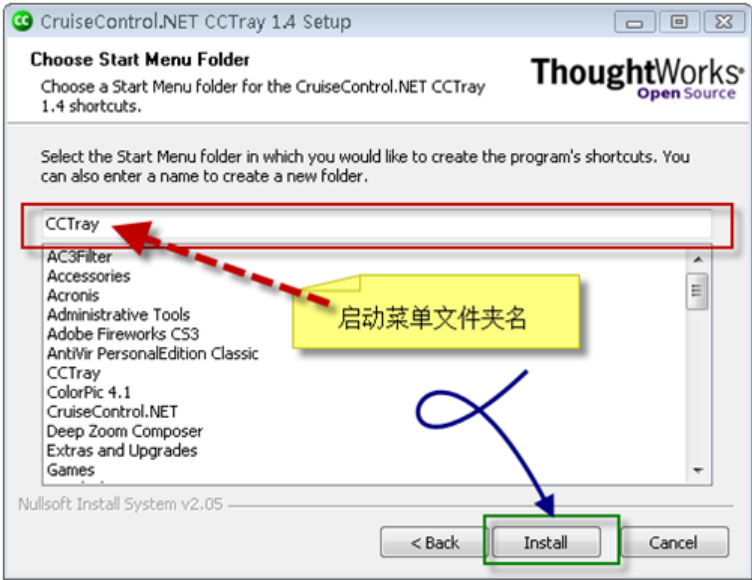 CruiseControl.NET CCTray 1.4 Setup
Choose Start Menu Folder
Choose a Start Menu folder for the CruiseControl.NET CCTray
1.4 shortcuts.
ThoughtWorks®
Open Source
Select the Start Menu folder in which you would like to create the program's shortcuts. You
can also enter a name to create a new folder.
CCTray
AC3Filter
Accessories
Acronis
Administrative Tools
Adobe Fireworks CS3
AntiVir PersonalEdition Classic
CCTray
ColorPic 4.1
CruiseControl.NET
Deep Zoom Composer
Extras and Upgrades
Games
启动菜单文件夹名
Nullsoft Install System v2.05
< Back
Install
Cancel